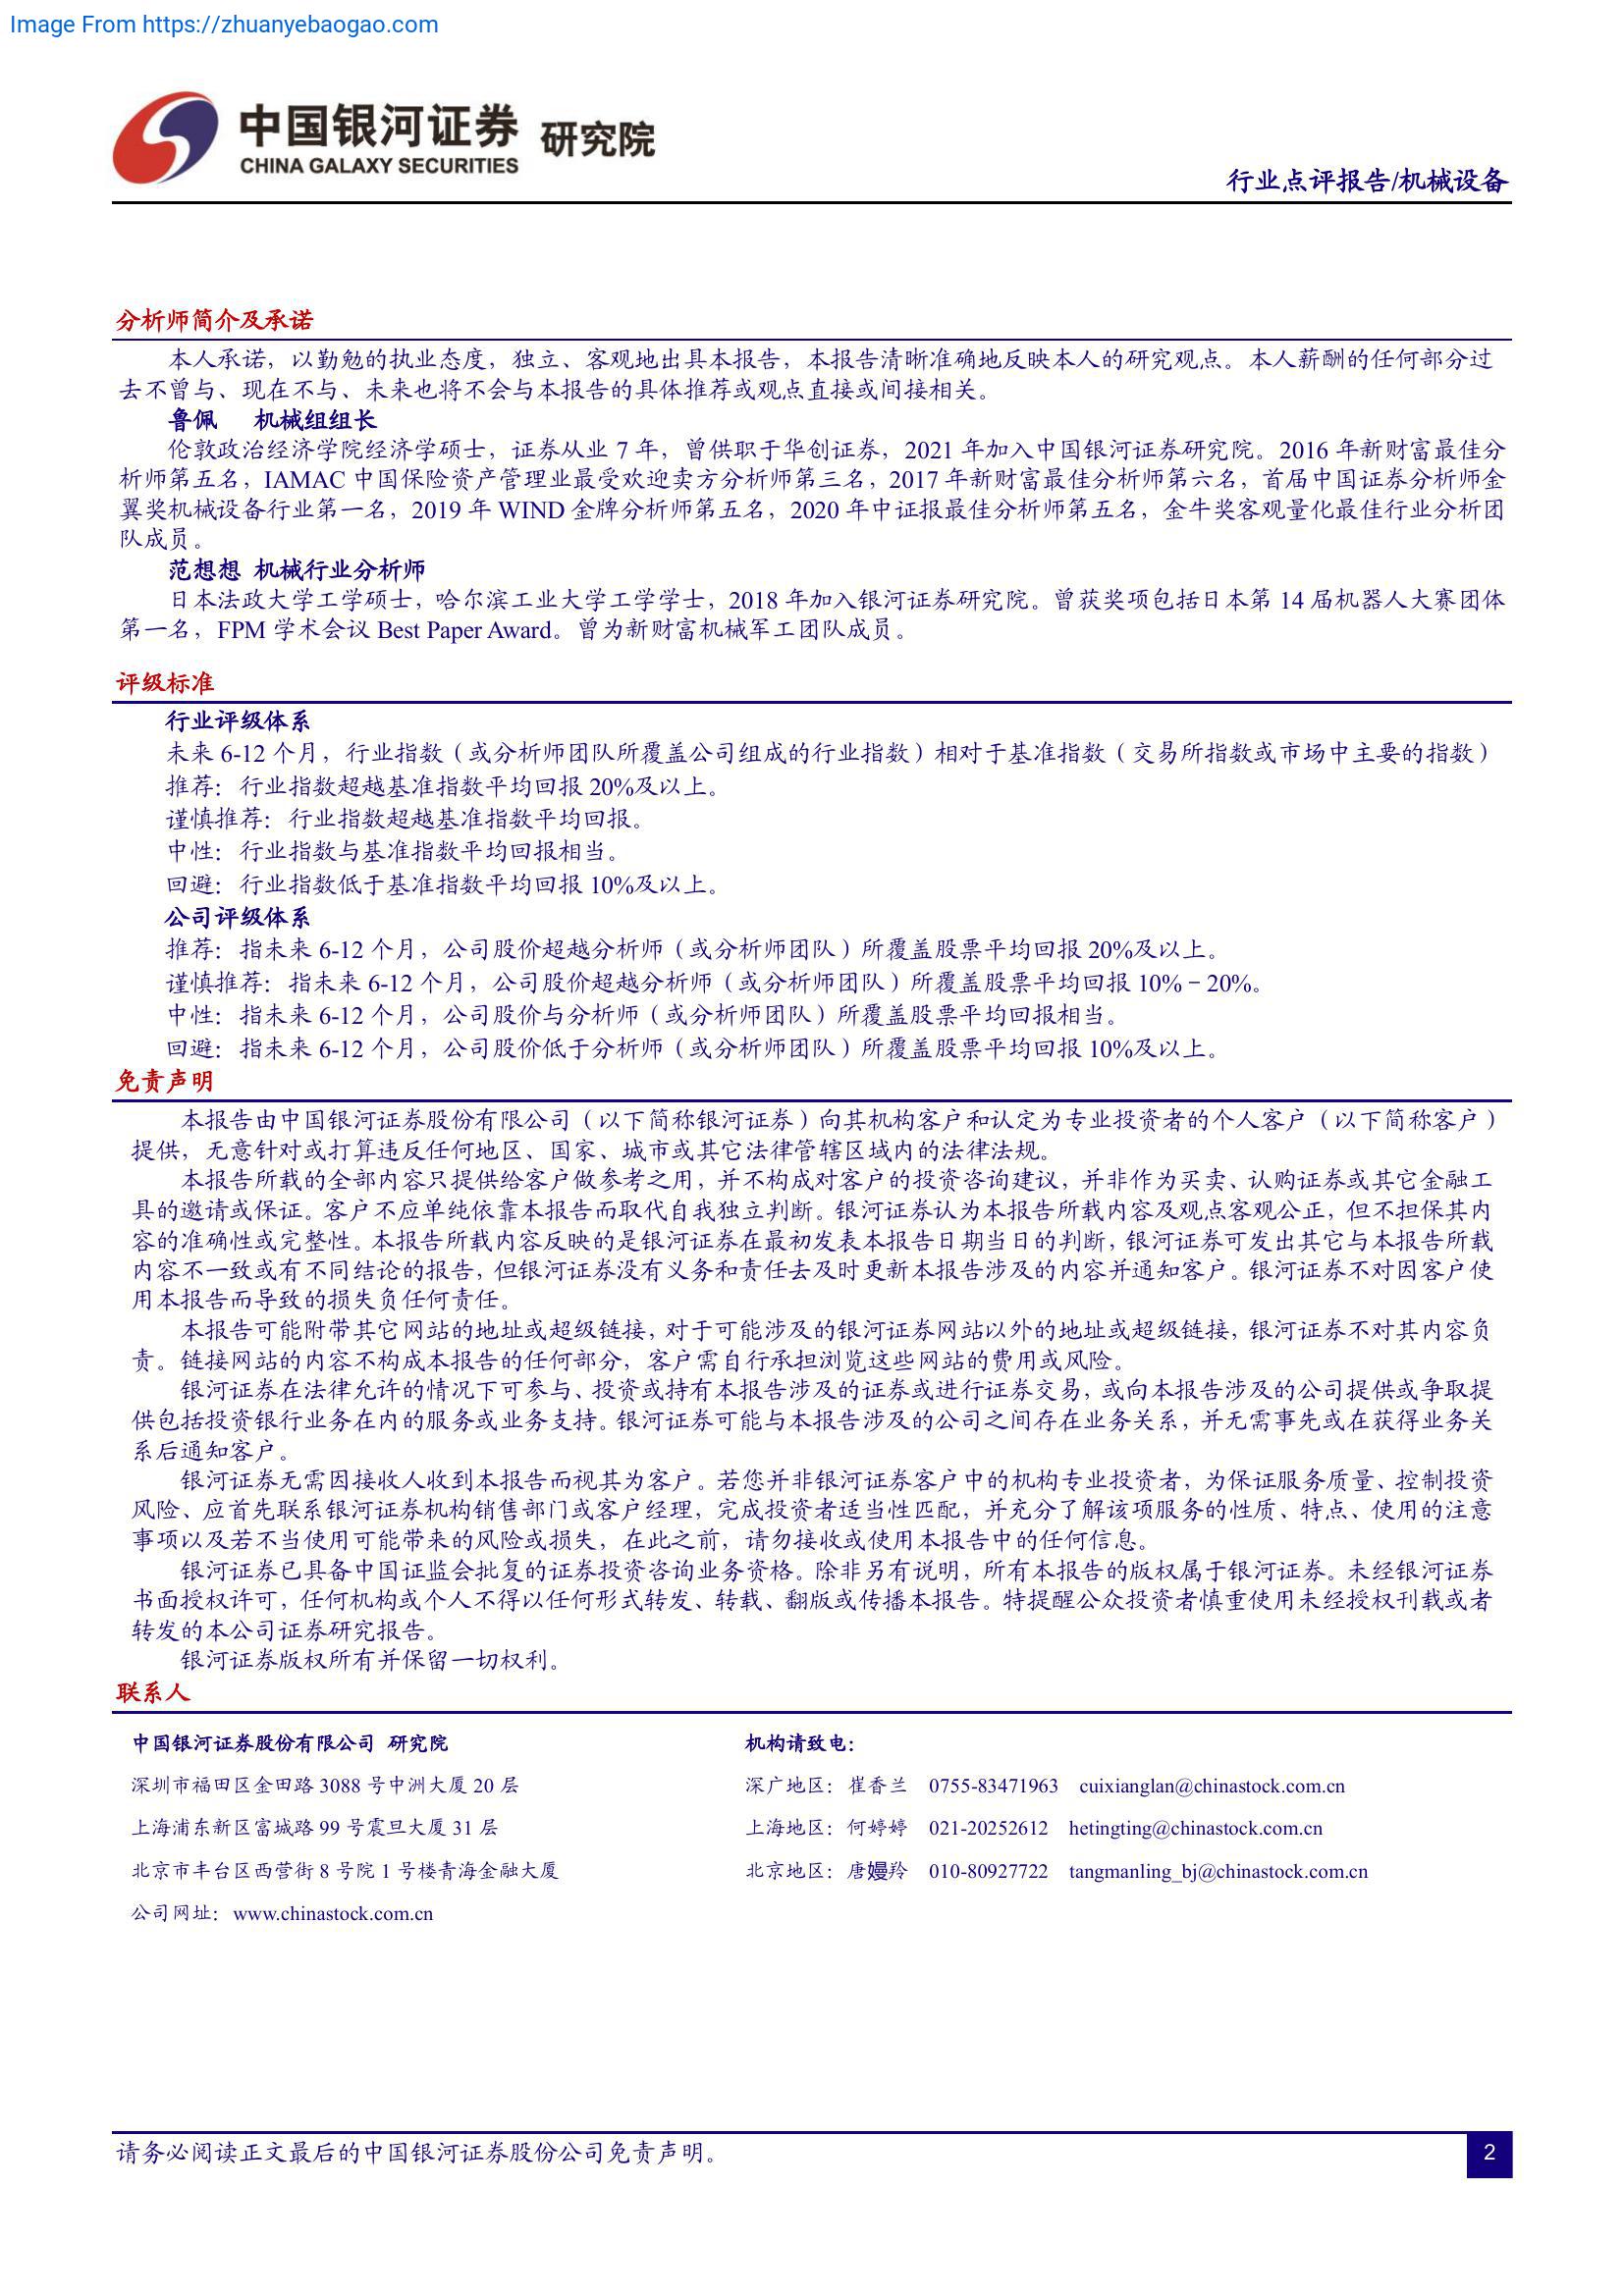 Image From https://zhuanyebaogao.com
中国银河证券 研究院
CHINA GALAXY SECURITIES
行业点评报告/机械设备
分析师简介及承诺
本人承诺，以勤勉的执业态度，独立、客观地出具本报告，本报告清晰准确地反映本人的研究观点。本人薪酬的任何部分过
去不曾与、现在不与、未来也将不会与本报告的具体推荐或观点直接或间接相关。
鲁佩 机械组组长
伦敦政治经济学院经济学硕士，证券从业 7 年，曾供职于华创证券，2021 年加入中国银河证券研究院。2016 年新财富最佳分
析师第五名，IAMAC 中国保险资产管理业最受欢迎卖方分析师第三名，2017 年新财富最佳分析师第六名，首届中国证券分析师金
翼奖机械设备行业第一名，2019 年 WIND 金牌分析师第五名，2020 年中证报最佳分析师第五名，金牛奖客观量化最佳行业分析团
队成员。
范想想 机械行业分析师
日本法政大学工学硕士，哈尔滨工业大学工学学士，2018 年加入银河证券研究院。曾获奖项包括日本第 14 届机器人大赛团体
第一名，FPM 学术会议 Best Paper Award。曾为新财富机械军工团队成员。
评级标准
行业评级体系
未来 6-12 个月，行业指数（或分析师团队所覆盖公司组成的行业指数）相对于基准指数（交易所指数或市场中主要的指数）
推荐：行业指数超越基准指数平均回报 20%及以上。
谨慎推荐：行业指数超越基准指数平均回报。
中性：行业指数与基准指数平均回报相当。
回避：行业指数低于基准指数平均回报 10%及以上。
公司评级体系
推荐：指未来 6-12 个月，公司股价超越分析师（或分析师团队）所覆盖股票平均回报 20%及以上。
谨慎推荐：指未来 6-12 个月，公司股价超越分析师（或分析师团队）所覆盖股票平均回报 10%－20%。
中性：指未来 6-12 个月，公司股价与分析师（或分析师团队）所覆盖股票平均回报相当。
回避：指未来 6-12 个月，公司股价低于分析师（或分析师团队）所覆盖股票平均回报 10%及以上。
免责声明
本报告由中国银河证券股份有限公司（以下简称银河证券）向其机构客户和认定为专业投资者的个人客户（以下简称客户）
提供，无意针对或打算违反任何地区、国家、城市或其它法律管辖区域内的法律法规。
本报告所载的全部内容只提供给客户做参考之用，并不构成对客户的投资咨询建议，并非作为买卖、认购证券或其它金融工
具的邀请或保证。客户不应单纯依靠本报告而取代自我独立判断。银河证券认为本报告所载内容及观点客观公正，但不担保其内
容的准确性或完整性。本报告所载内容反映的是银河证券在最初发表本报告日期当日的判断，银河证券可发出其它与本报告所载
内容不一致或有不同结论的报告，但银河证券没有义务和责任去及时更新本报告涉及的内容并通知客户。银河证券不对因客户使
用本报告而导致的损失负任何责任。
本报告可能附带其它网站的地址或超级链接，对于可能涉及的银河证券网站以外的地址或超级链接，银河证券不对其内容负
责。链接网站的内容不构成本报告的任何部分，客户需自行承担浏览这些网站的费用或风险。
银河证券在法律允许的情况下可参与、投资或持有本报告涉及的证券或进行证券交易，或向本报告涉及的公司提供或争取提
供包括投资银行业务在内的服务或业务支持。银河证券可能与本报告涉及的公司之间存在业务关系，并无需事先或在获得业务关
系后通知客户。
银河证券无需因接收人收到本报告而视其为客户。若您并非银河证券客户中的机构专业投资者，为保证服务质量、控制投资
风险、应首先联系银河证券机构销售部门或客户经理，完成投资者适当性匹配，并充分了解该项服务的性质、特点、使用的注意
事项以及若不当使用可能带来的风险或损失，在此之前，请勿接收或使用本报告中的任何信息。
银河证券已具备中国证监会批复的证券投资咨询业务资格。除非另有说明，所有本报告的版权属于银河证券。未经银河证券
书面授权许可，任何机构或个人不得以任何形式转发、转载、翻版或传播本报告。特提醒公众投资者慎重使用未经授权刊载或者
转发的本公司证券研究报告。
银河证券版权所有并保留一切权利。
联系人
中国银河证券股份有限公司 研究院 机构请致电：
深圳市福田区金田路 3088 号中洲大厦 20 层 深广地区：崔香兰 0755-83471963 cuixianglan@chinastock.com.cn
上海浦东新区富城路 99 号震旦大厦 31 层 上海地区：何婷婷 021-20252612 hetingting@chinastock.com.cn
北京市丰台区西营街 8 号院 1 号楼青海金融大厦 北京地区：唐嫚羚 010-80927722 tangmanling_bj@chinastock.com.cn
公司网址：www.chinastock.com.cn
请务必阅读正文最后的中国银河证券股份公司免责声明。
2